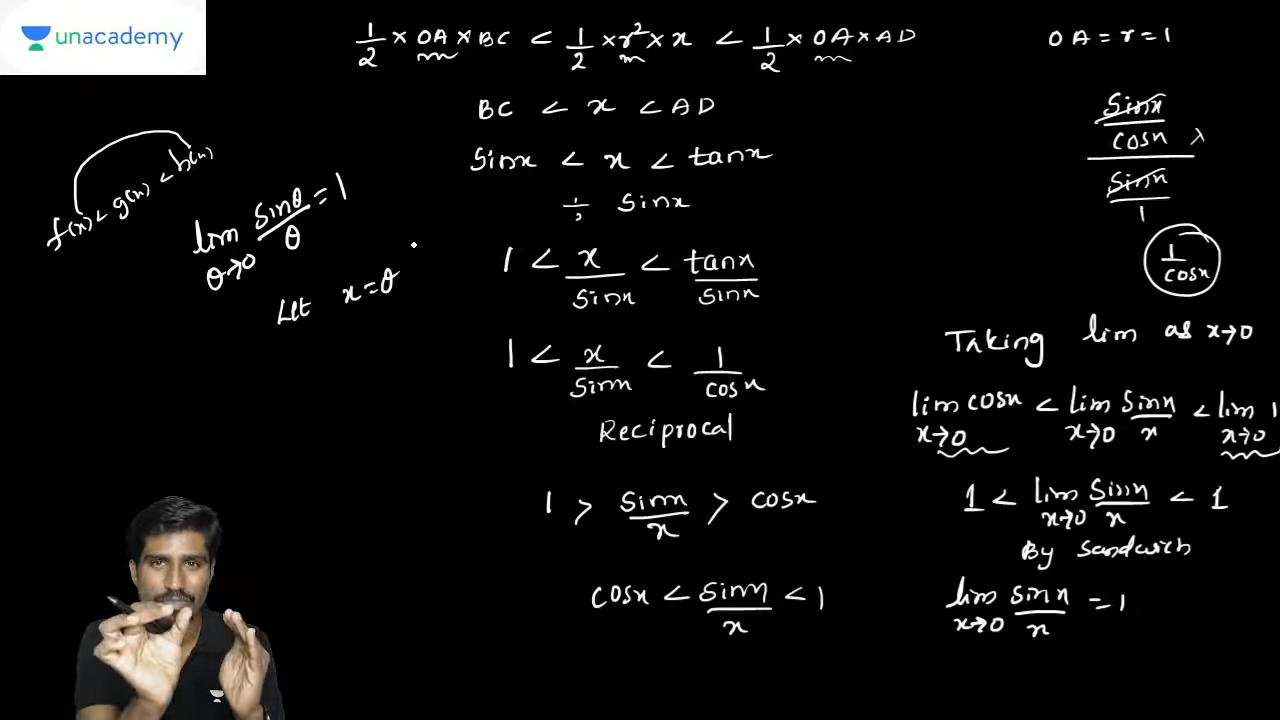 unacademy
1/2 × OA × BC < 1/2 × r² × x < 1/2 × OA × AD
OA = r = 1
BC < x < AD
sinx < x < tanx
÷ sinx
1 < x/sinx < tanx/sinx
1 < x/sinx < 1/cosx
Reciprocal
1 > sinx/x > cosx
cosx < sinx/x < 1
f(x) < g(x) < h(x)
lim θ→0 sinθ/θ = 1
Let x = θ
sinx/cosx
sinx/1
1/cosx
Taking lim as x→0
lim x→0 cosx < lim x→0 sinx/x < lim x→0 1
1 < lim x→0 sinx/x < 1
By sandwich
lim x→0 sinx/x = 1